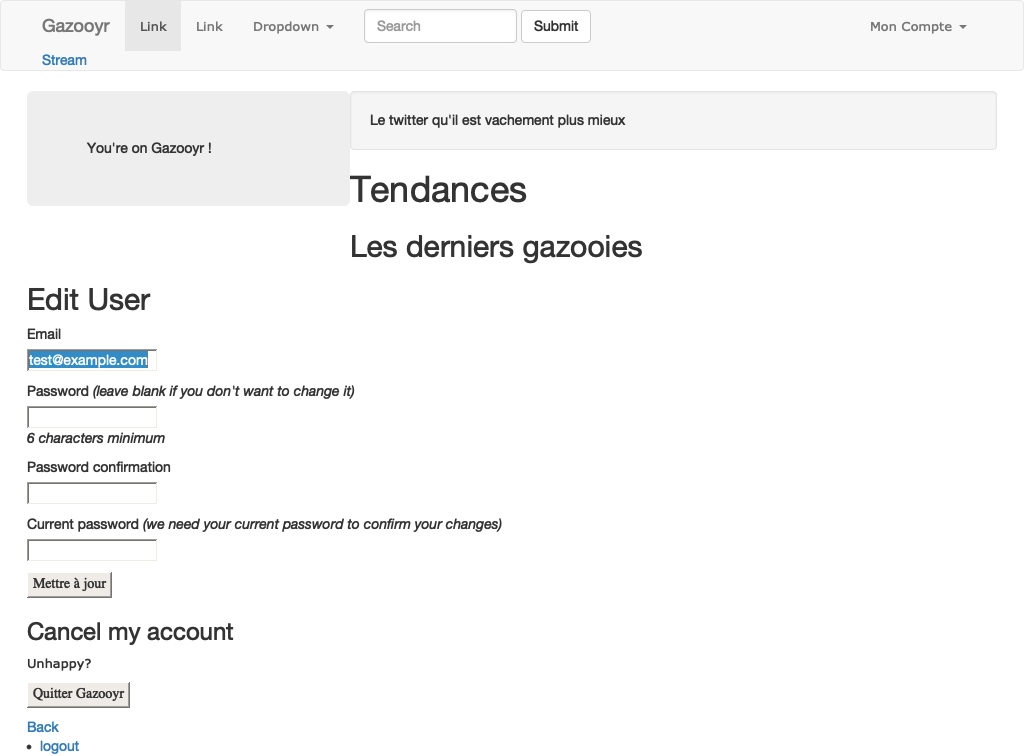 Gazooyr Link Link Dropdown Search Submit Mon Compte
Stream
You're on Gazooyr !
Le twitter qu'il est vachement plus mieux
Tendances
Les derniers gazooies
Edit User
Email
test@example.com
Password (leave blank if you don't want to change it)
6 characters minimum
Password confirmation
Current password (we need your current password to confirm your changes)
Mettre à jour
Cancel my account
Unhappy?
Quitter Gazooyr
Back
logout